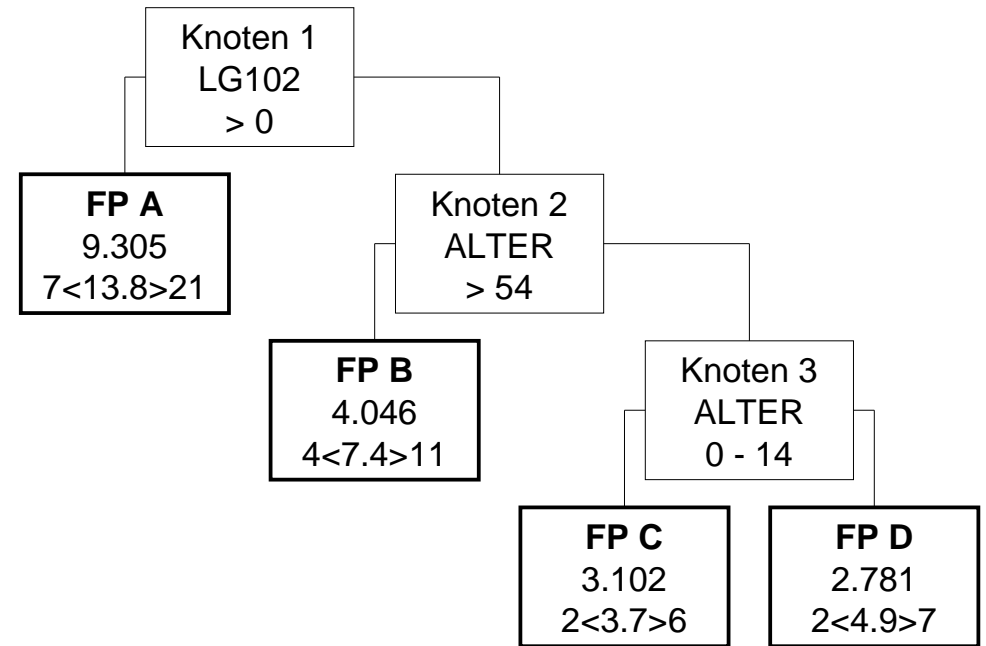 Knoten 1
LG102
> 0
FP A
9.305
7<13.8>21
Knoten 2
ALTER
> 54
FP B
4.046
4<7.4>11
Knoten 3
ALTER
0 - 14
FP C
3.102
2<3.7>6
FP D
2.781
2<4.9>7